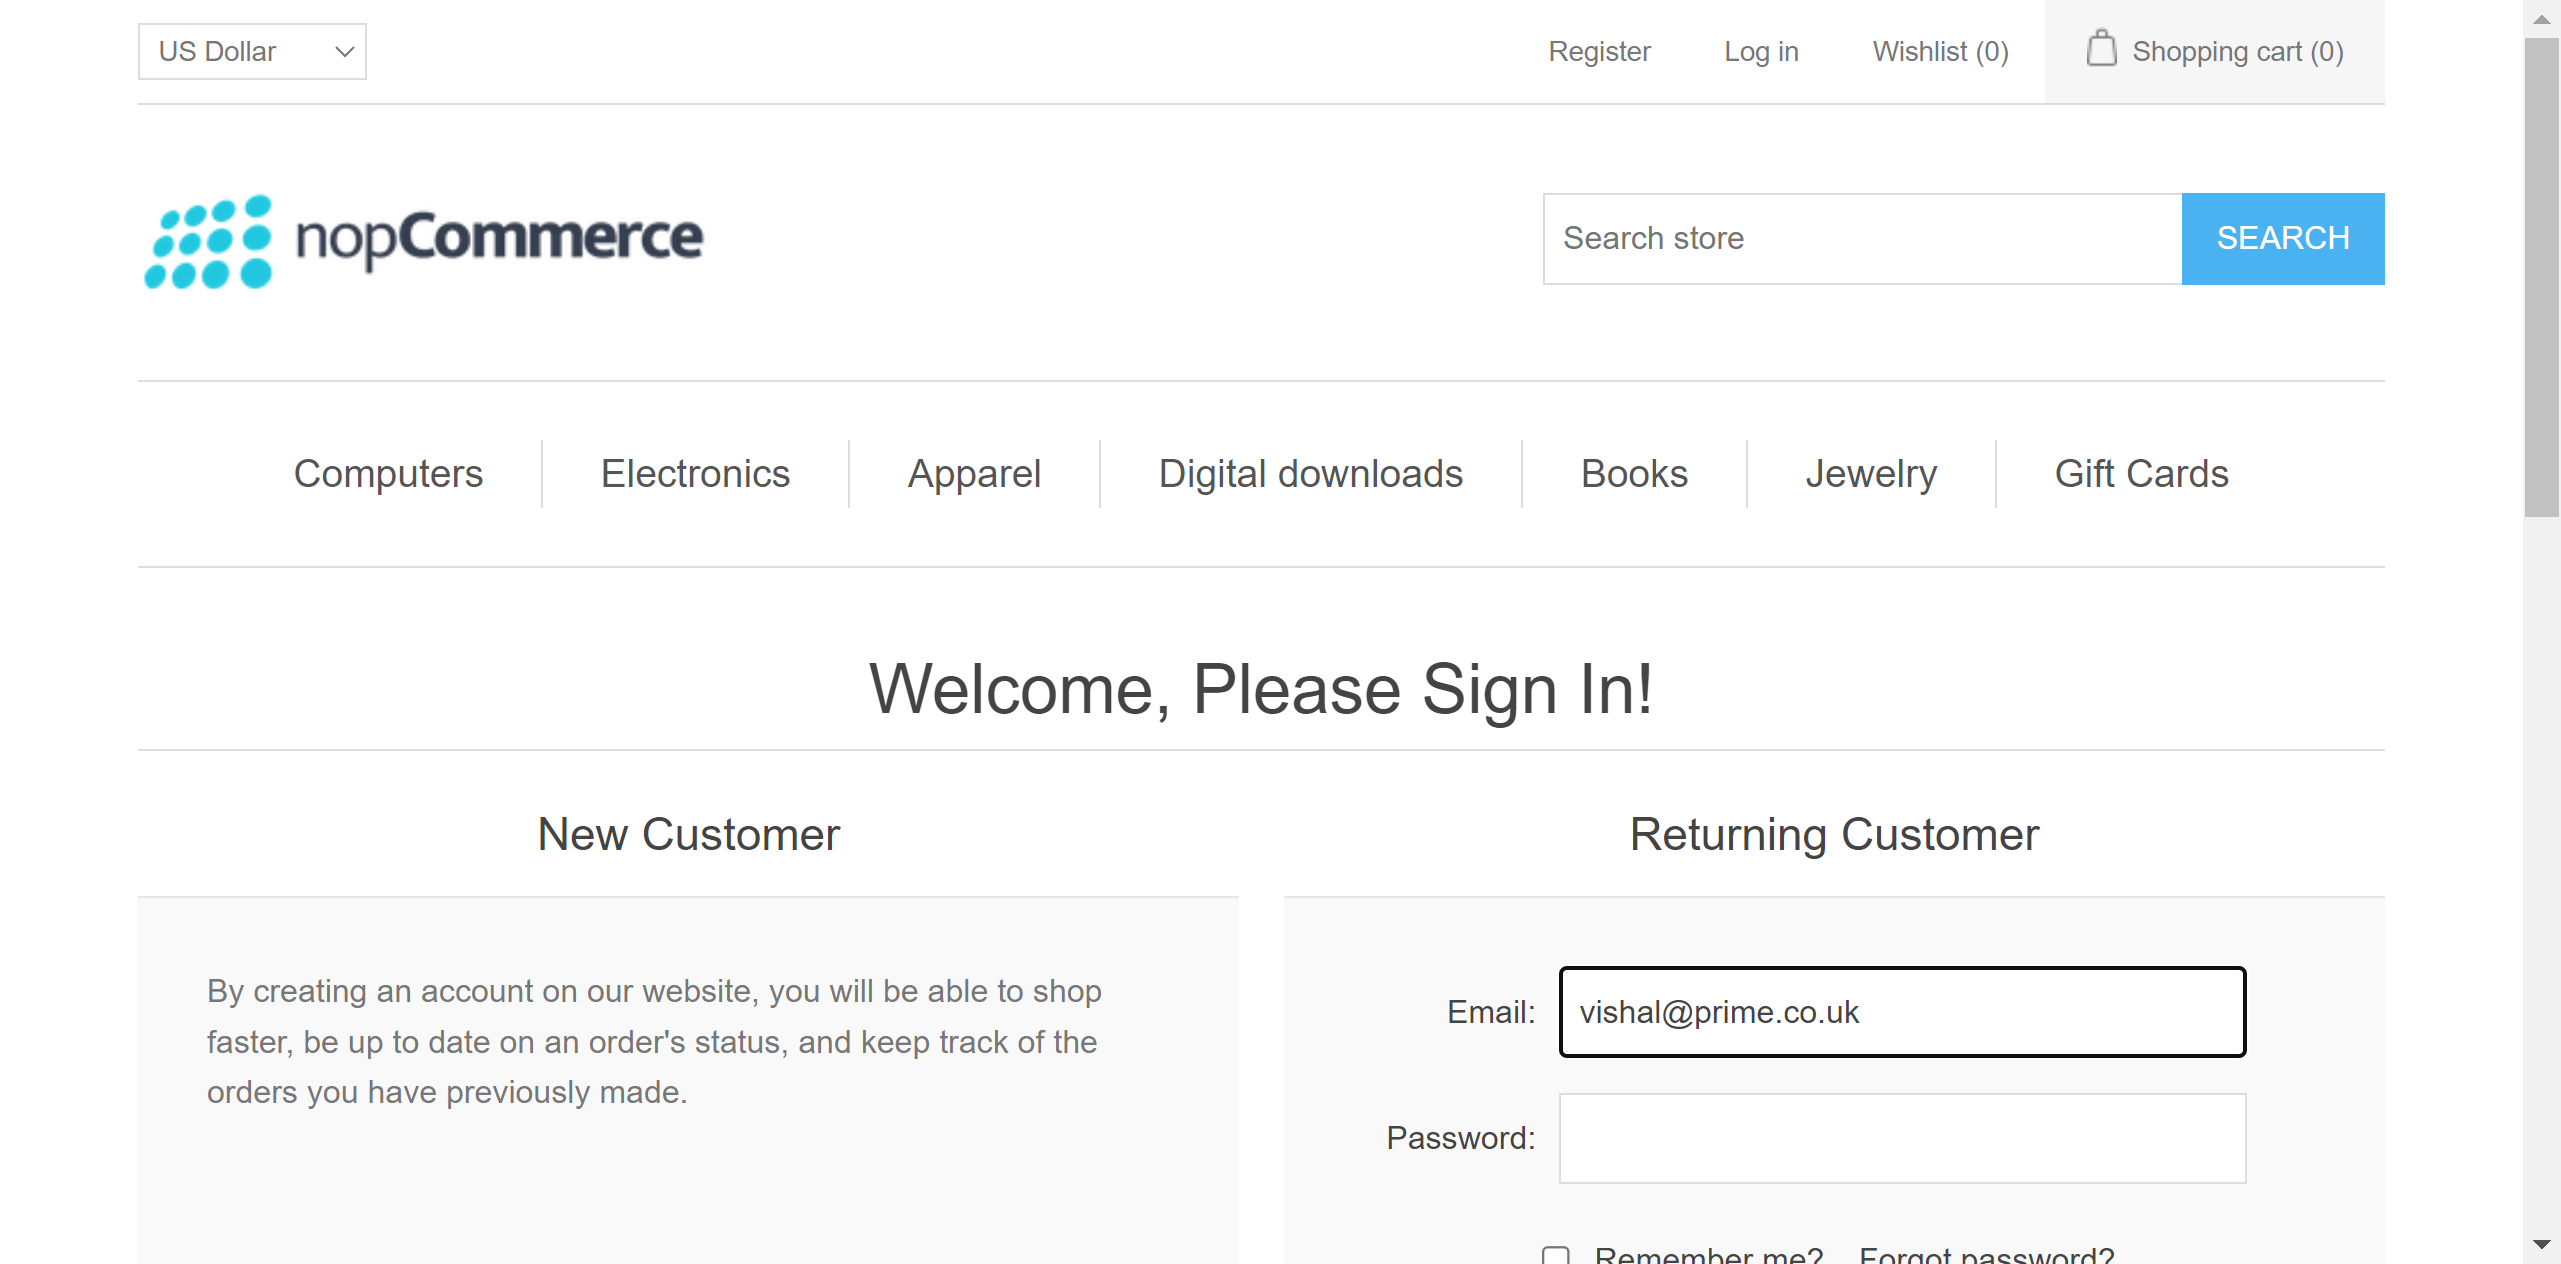 US Dollar
Register
Log in
Wishlist (0)
Shopping cart (0)
nopCommerce
Search store
SEARCH
Computers
Electronics
Apparel
Digital downloads
Books
Jewelry
Gift Cards
Welcome, Please Sign In!
New Customer
By creating an account on our website, you will be able to shop
faster, be up to date on an order's status, and keep track of the
orders you have previously made.
Returning Customer
Email:
vishal@prime.co.uk
Password:
Remember me?
Forgot password?